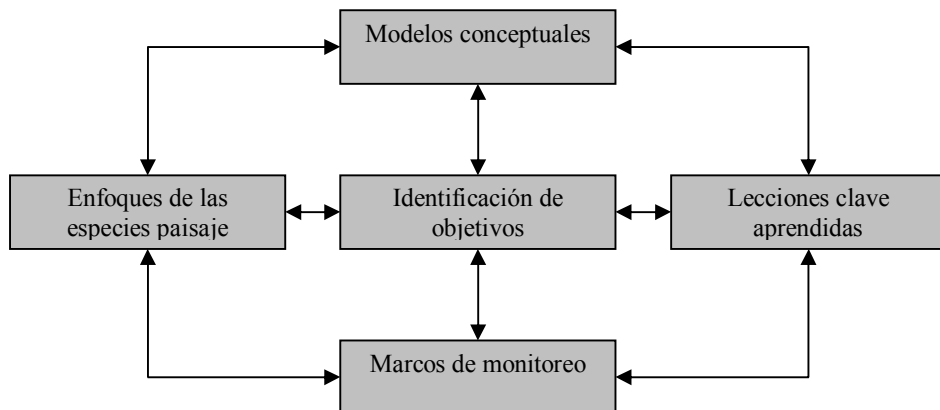 Modelos conceptuales
Enfoques de las
especies paisaje
Identificación de
objetivos
Lecciones clave
aprendidas
Marcos de monitoreo